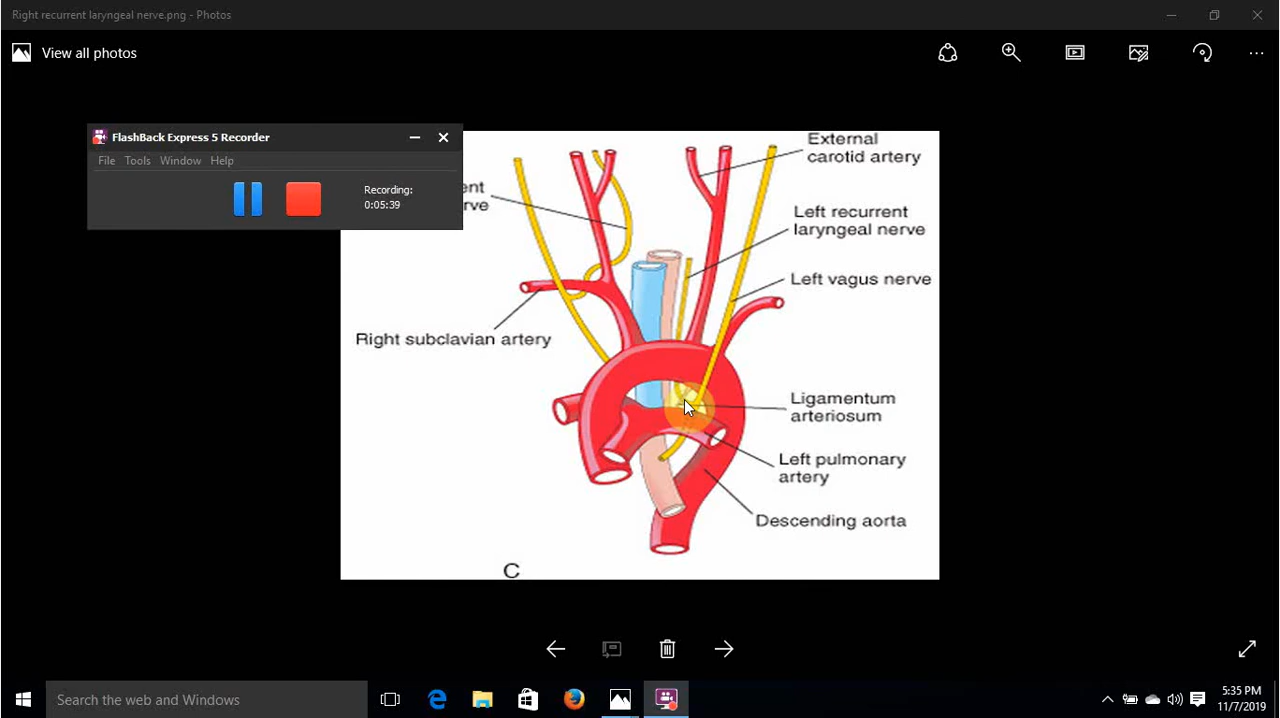 Right recurrent laryngeal nerve.png - Photos
View all photos
FlashBack Express 5 Recorder
File Tools Window Help
Recording:
0:05:39
External
carotid artery
ent
rve
Left recurrent
laryngeal nerve
Left vagus nerve
Right subclavian artery
Ligamentum
arteriosum
Left pulmonary
artery
Descending aorta
C
Search the web and Windows
5:35 PM
11/7/2019